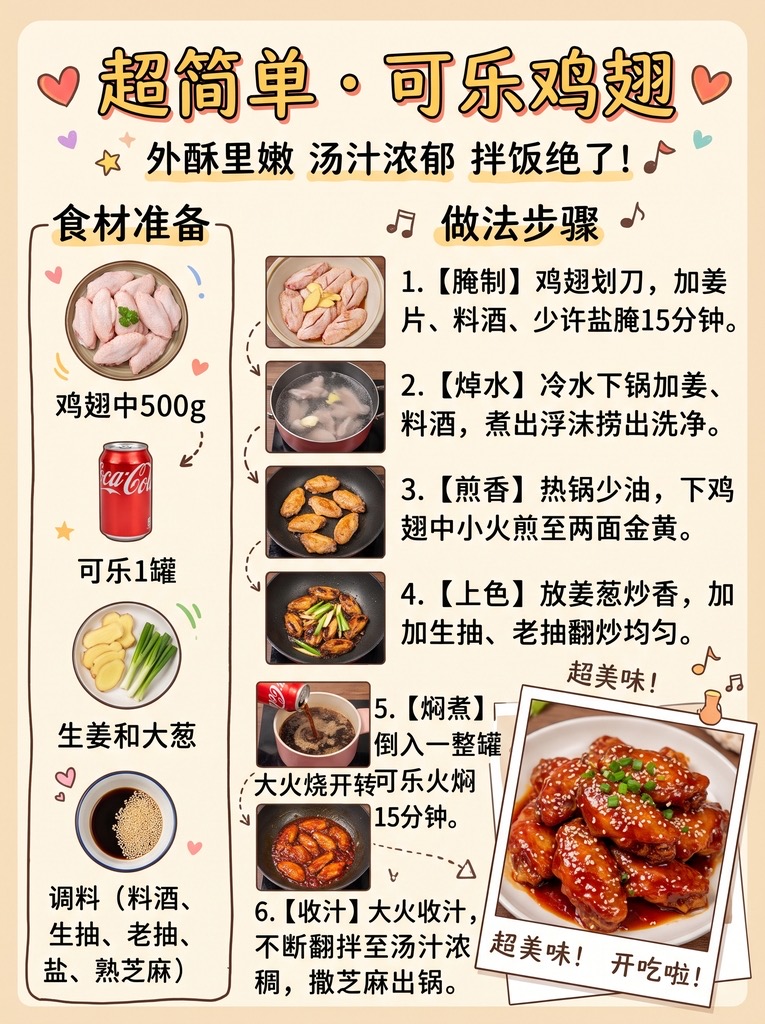 超简单·可乐鸡翅
外酥里嫩 汤汁浓郁 拌饭绝了!
食材准备
鸡翅中500g
Coca-Col
可乐1罐
生姜和大葱
调料（料酒、
生抽、老抽、
盐、熟芝麻）
做法步骤
1.【腌制】鸡翅划刀，加姜
片、料酒、少许盐腌15分钟。
2.【焯水】冷水下锅加姜、
料酒，煮出浮沫捞出洗净。
3.【煎香】热锅少油，下鸡
翅中小火煎至两面金黄。
4.【上色】放姜葱炒香，加
加生抽、老抽翻炒均匀。
5.【焖煮】
倒入一整罐
大火烧开转可乐火焖
15分钟。
6.【收汁】大火收汁，
不断翻拌至汤汁浓
稠，撒芝麻出锅。
超美味!
超美味! 开吃啦!